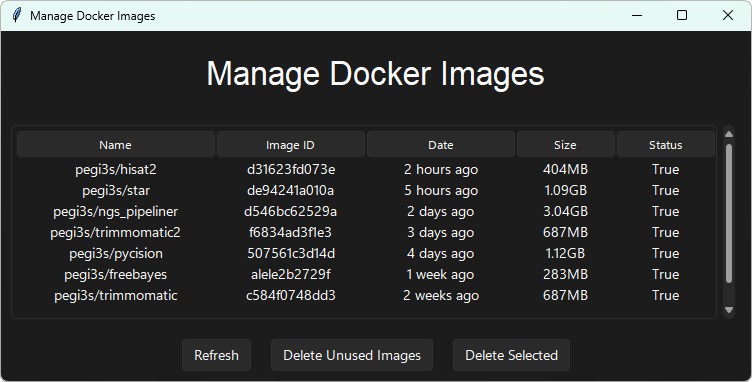 Manage Docker Images
Manage Docker Images
Name Image ID Date Size Status
pegi3s/hisat2 d31623fd073e 2 hours ago 404MB True
pegi3s/star de94241a010a 5 hours ago 1.09GB True
pegi3s/ngs_pipeliner d546bc62529a 2 days ago 3.04GB True
pegi3s/trimmomatic2 f6834ad3f1e3 3 days ago 687MB True
pegi3s/pycision 507561c3d14d 4 days ago 1.12GB True
pegi3s/freebayes alele2b2729f 1 week ago 283MB True
pegi3s/trimmomatic c584f0748dd3 2 weeks ago 687MB True
Refresh Delete Unused Images Delete Selected